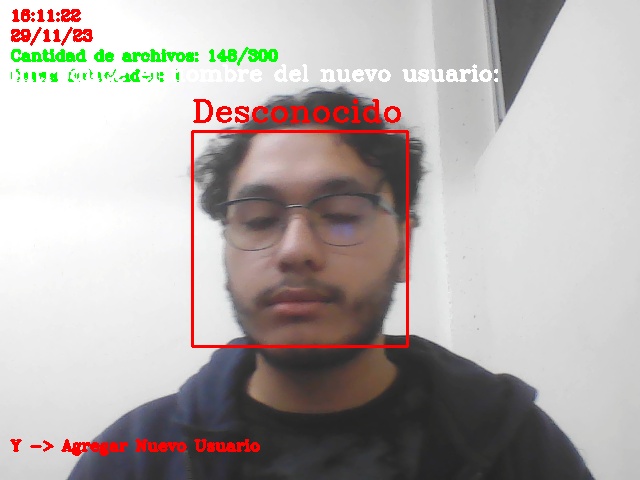 16:11:22
29/11/23
Cantidad de archivos: 148/300
nombre del nuevo usuario:
Desconocido
Y -> Agregar Nuevo Usuario